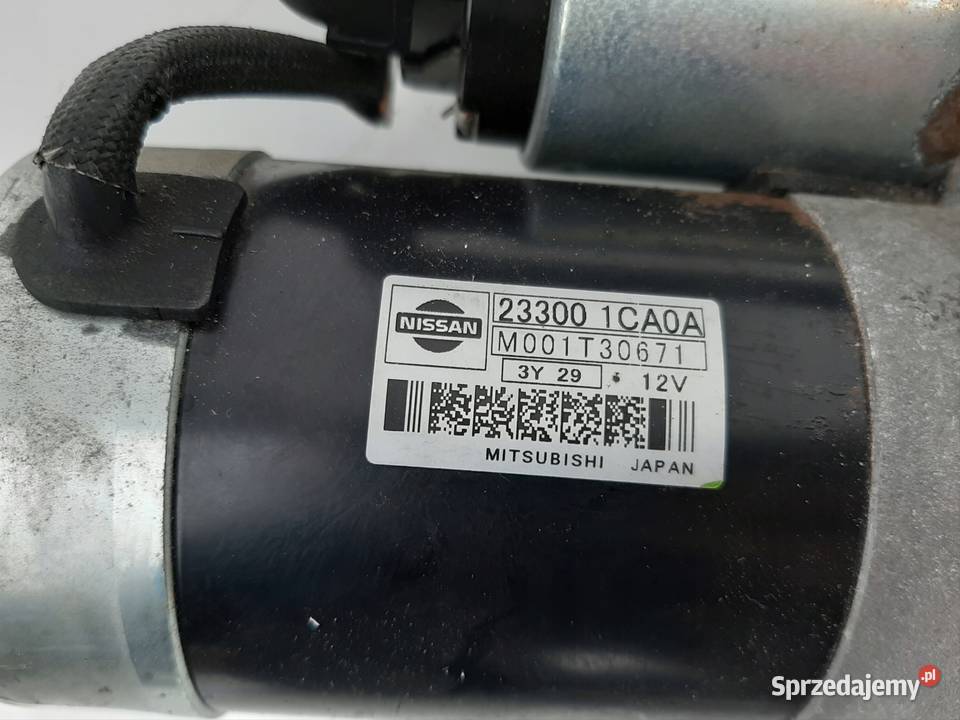 NISSAN
23300 1CA0A
M001T30671
3Y 29 12V
MITSUBISHI JAPAN
Sprzedajemy.pl